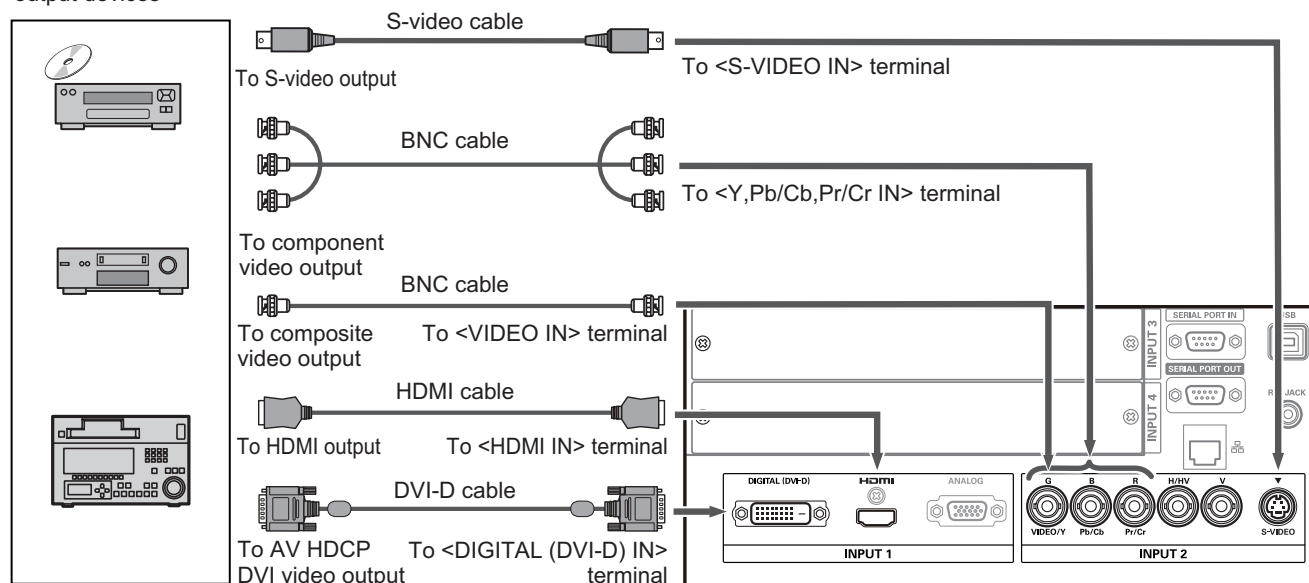 output devices
S-video cable
To S-video output
To <S-VIDEO IN> terminal
BNC cable
To <Y,Pb/Cb,Pr/Cr IN> terminal
To component
video output
BNC cable
To composite
video output
To <VIDEO IN> terminal
HDMI cable
To HDMI output
To <HDMI IN> terminal
DVI-D cable
To AV HDCP
DVI video output
To <DIGITAL (DVI-D) IN>
terminal
INPUT 3
SERIAL PORT IN
USB
INPUT 4
SERIAL PORT OUT
JACK
DIGITAL (DVI-D)
HDMI
ANALOG
INPUT 1
G
B
R
H/HV
V
VIDEO/Y
Pb/Cb
Pr/Cr
S-VIDEO
INPUT 2